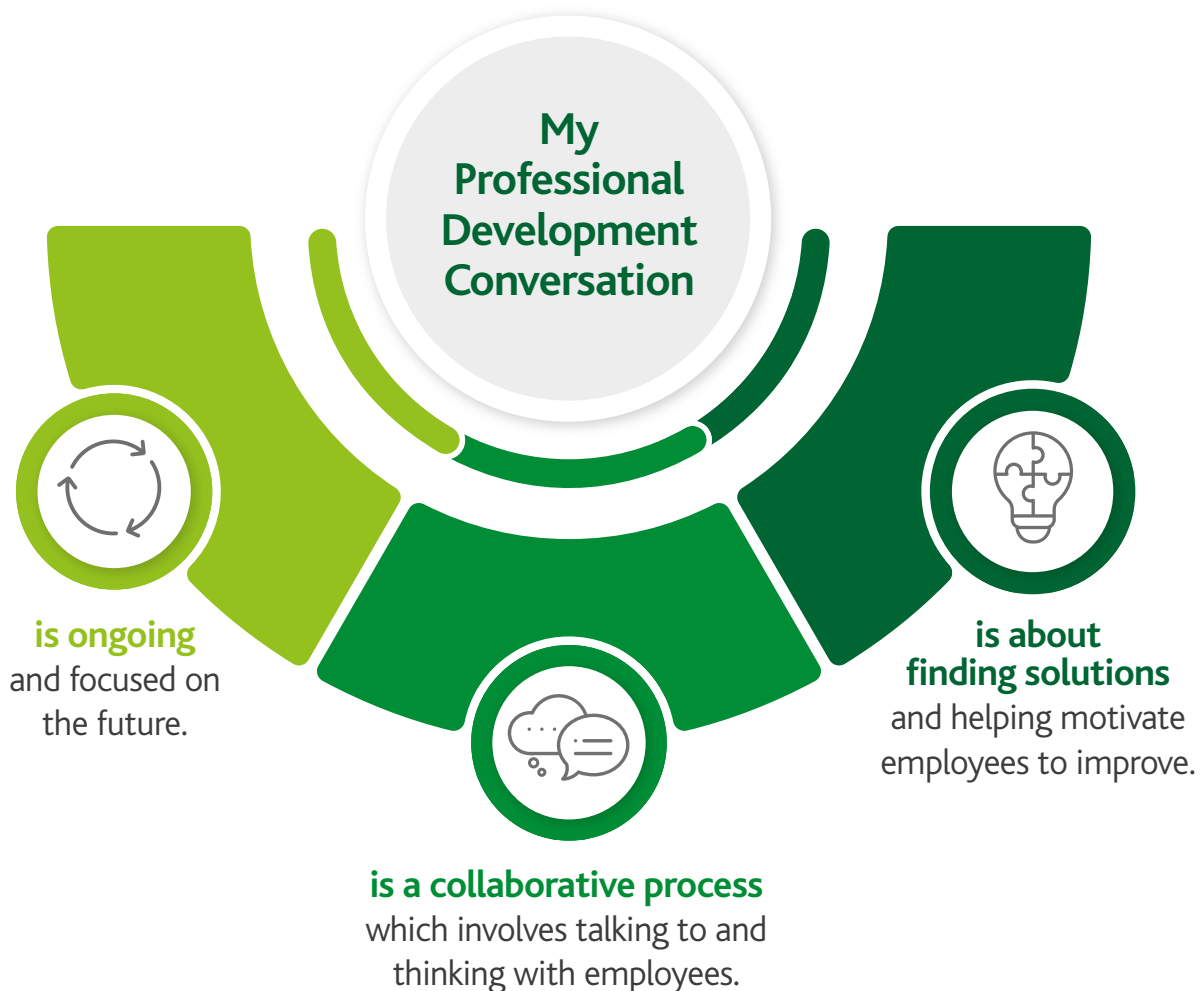 My
Professional
Development
Conversation
is ongoing
and focused on
the future.
is a collaborative process
which involves talking to and
thinking with employees.
is about
finding solutions
and helping motivate
employees to improve.